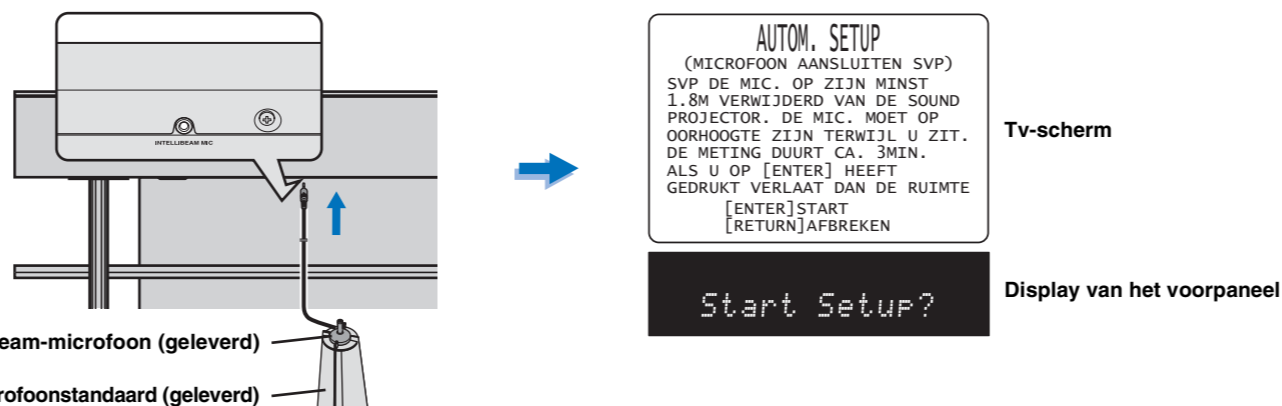 INTELLIBEAM MIC
eam-microfoon (geleverd)
rofoonstandaard (geleverd)
AUTOM. SETUP
(MICROFOON AANSLUITEN SVP)
SVP DE MIC. OP ZIJN MINST
1.8M VERWIJDERD VAN DE SOUND
PROJECTOR. DE MIC. MOET OP
OORHOOGTE ZIJN TERWIJL U ZIT.
DE METING DUURT CA. 3MIN.
ALS U OP [ENTER] HEEFT
GEDRUKT VERLAAT DAN DE RUIMTE
[ENTER]START
[RETURN]AFBREKEN
Tv-scherm
Start Setup?
Display van het voorpaneel